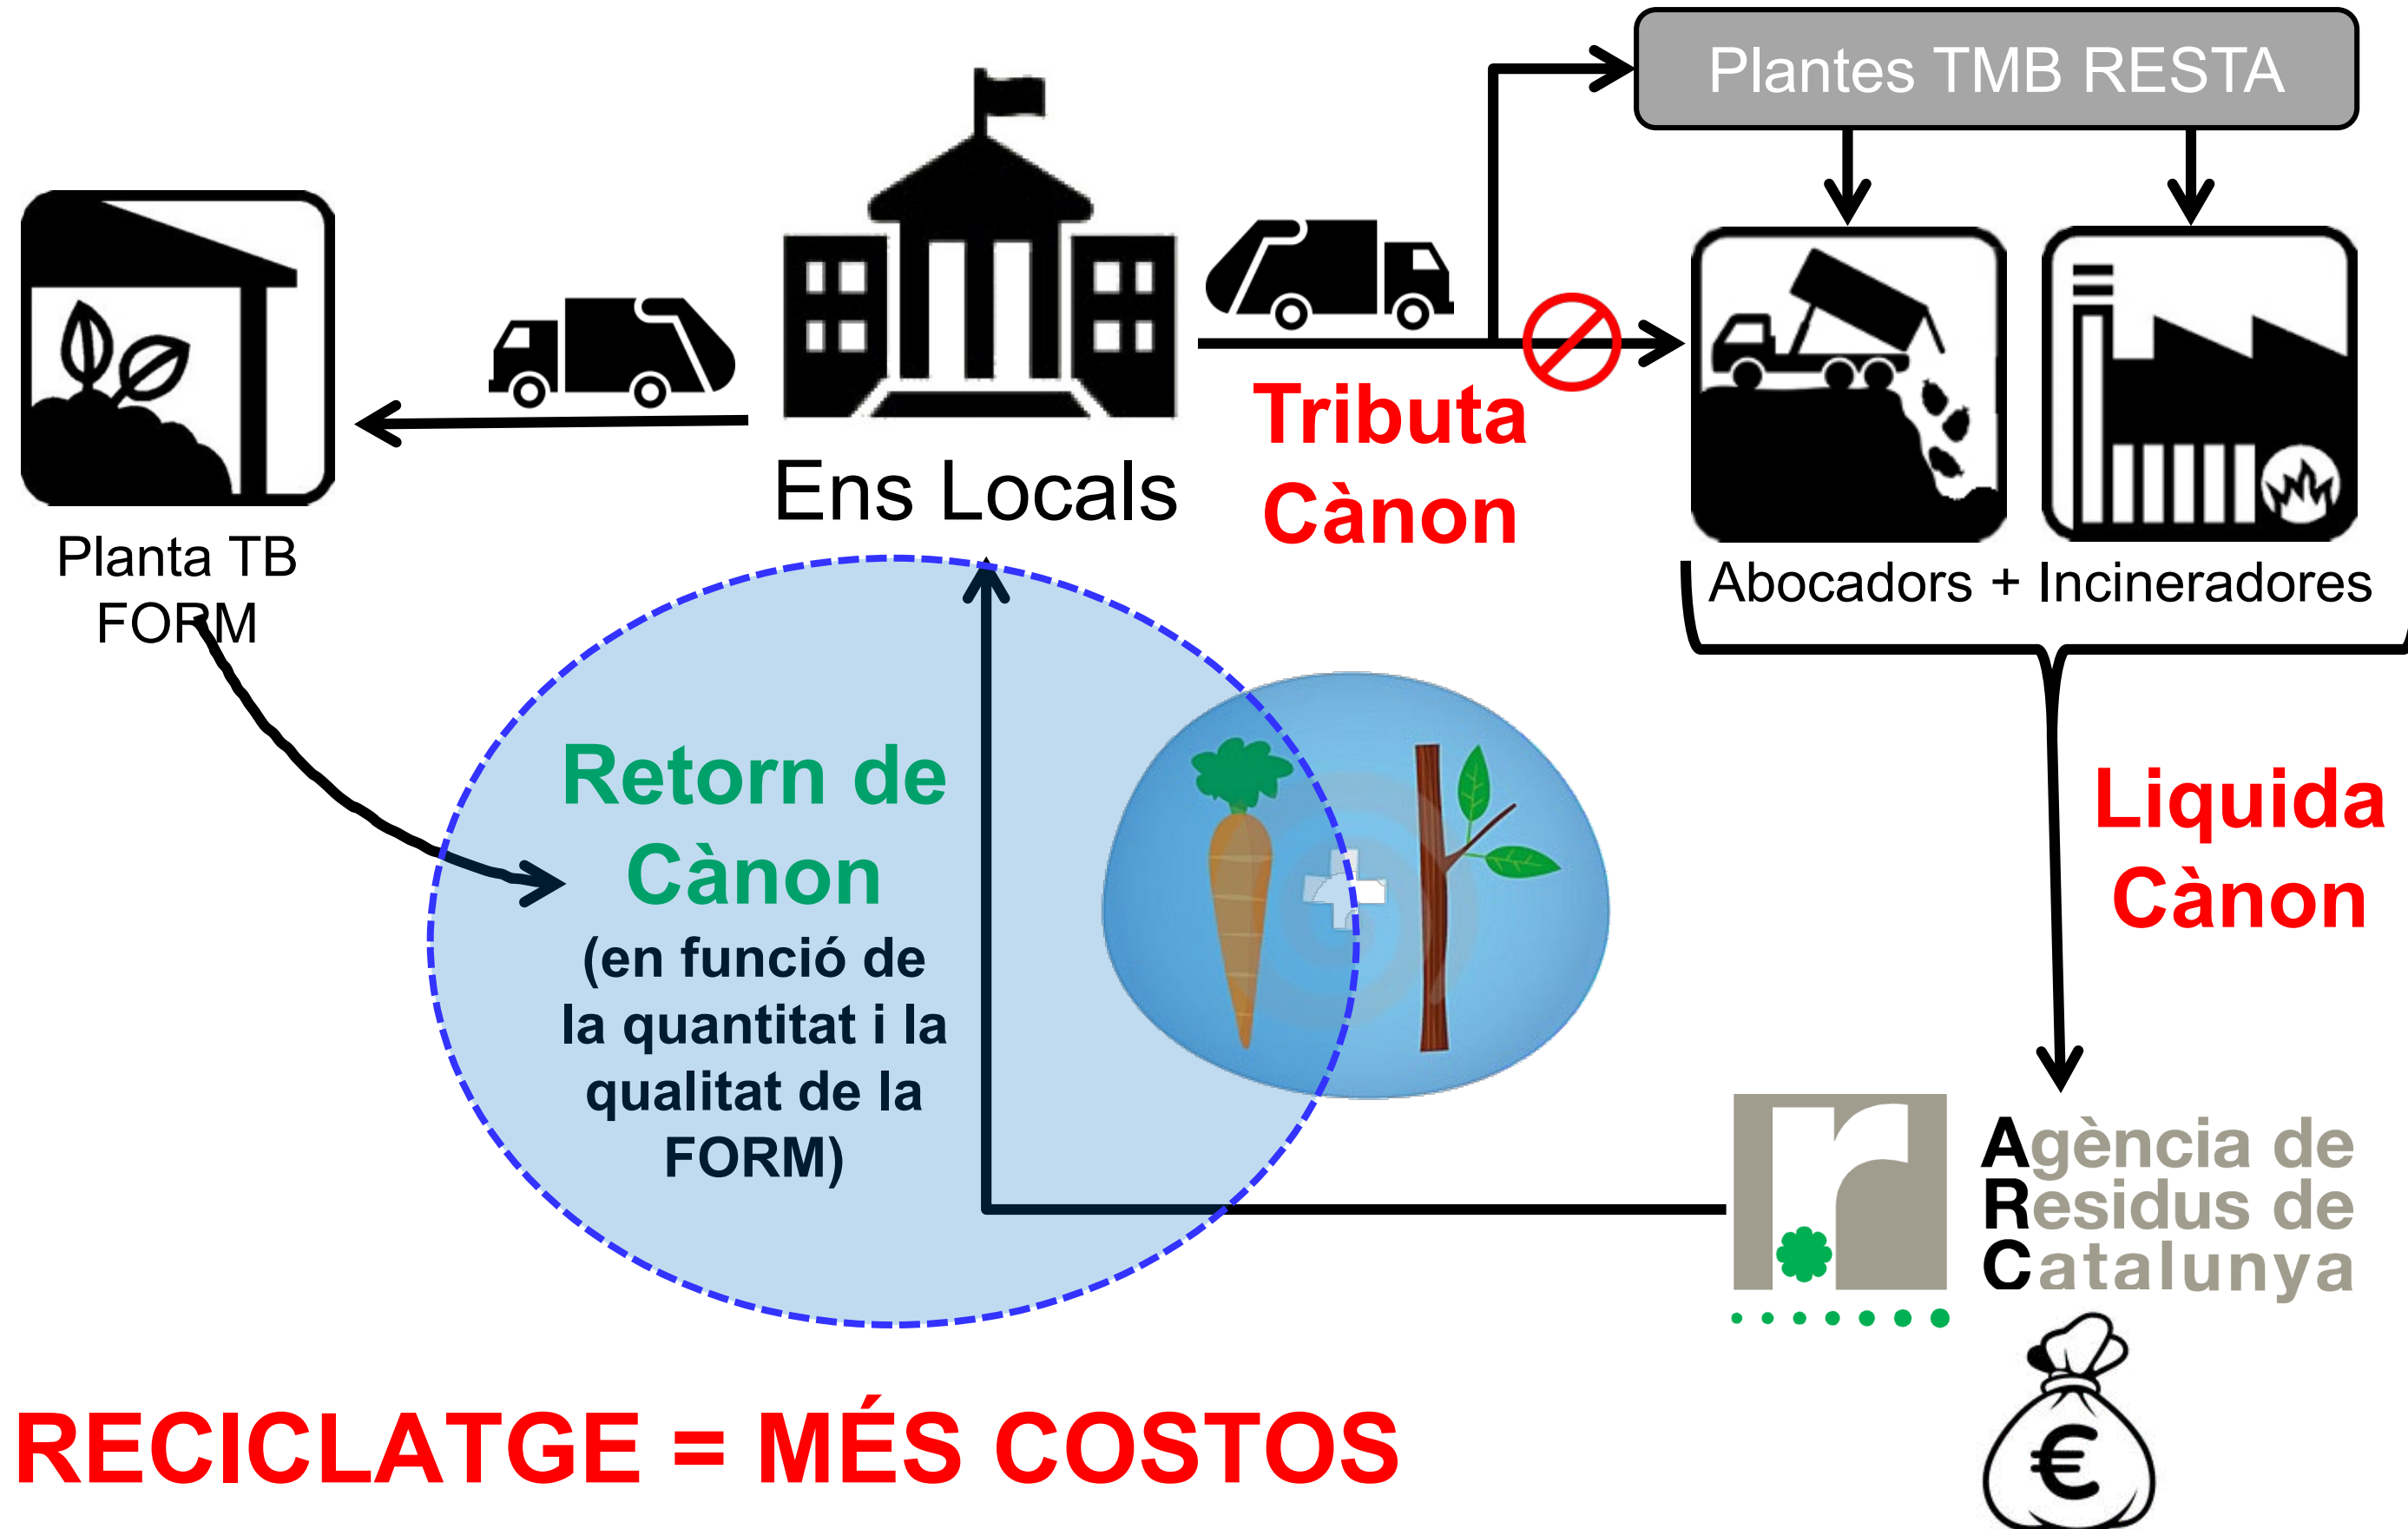 Plantes TMB RESTA
Ens Locals
Tributa
Cànon
Planta TB
FORM
Abocadors + Incineradores
Retorn de
Cànon
(en funció de
la quantitat i la
qualitat de la
FORM)
Liquida
Cànon
Agència de
Residus de
Catalunya
€
RECICLATGE = MÉS COSTOS